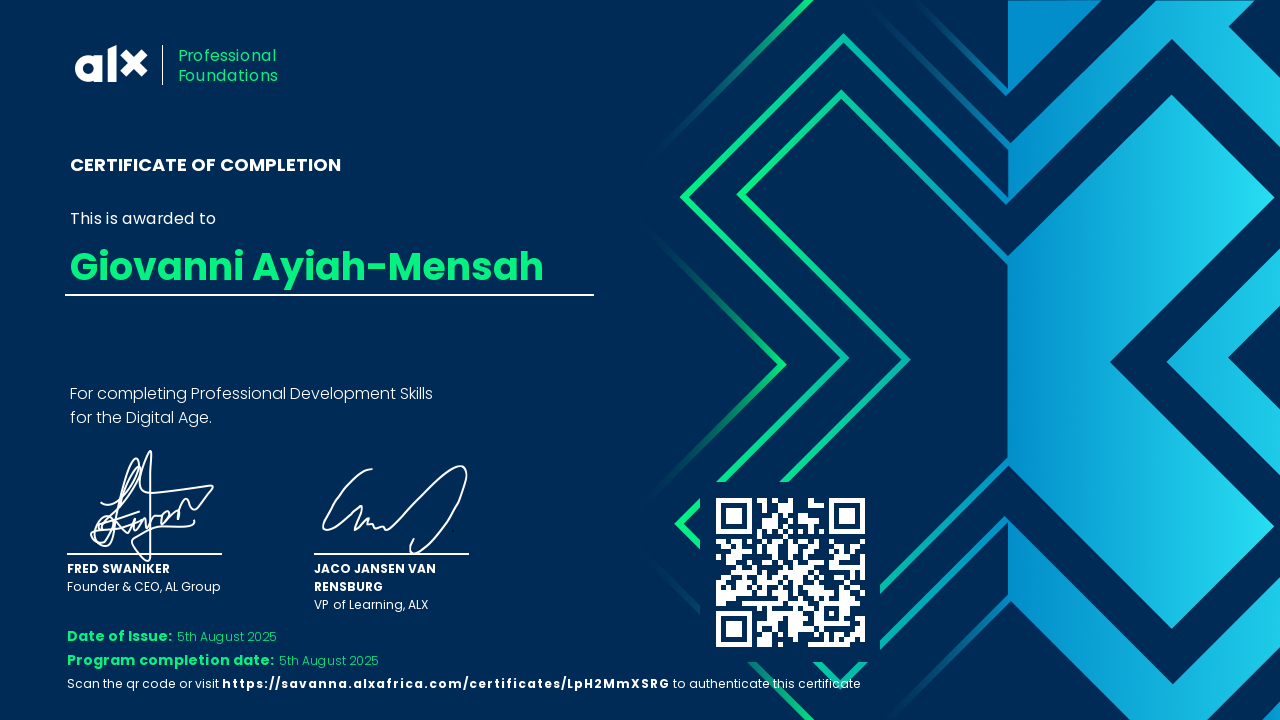 alx
Professional
Foundations
CERTIFICATE OF COMPLETION
This is awarded to
Giovanni Ayiah-Mensah
For completing Professional Development Skills
for the Digital Age.
FRED SWANIKER
Founder & CEO, AL Group
JACO JANSEN VAN
RENSBURG
VP of Learning, ALX
Date of Issue: 5th August 2025
Program completion date: 5th August 2025
Scan the qr code or visit https://savanna.alxafrica.com/certificates/LpH2MmXSRG to authenticate this certificate